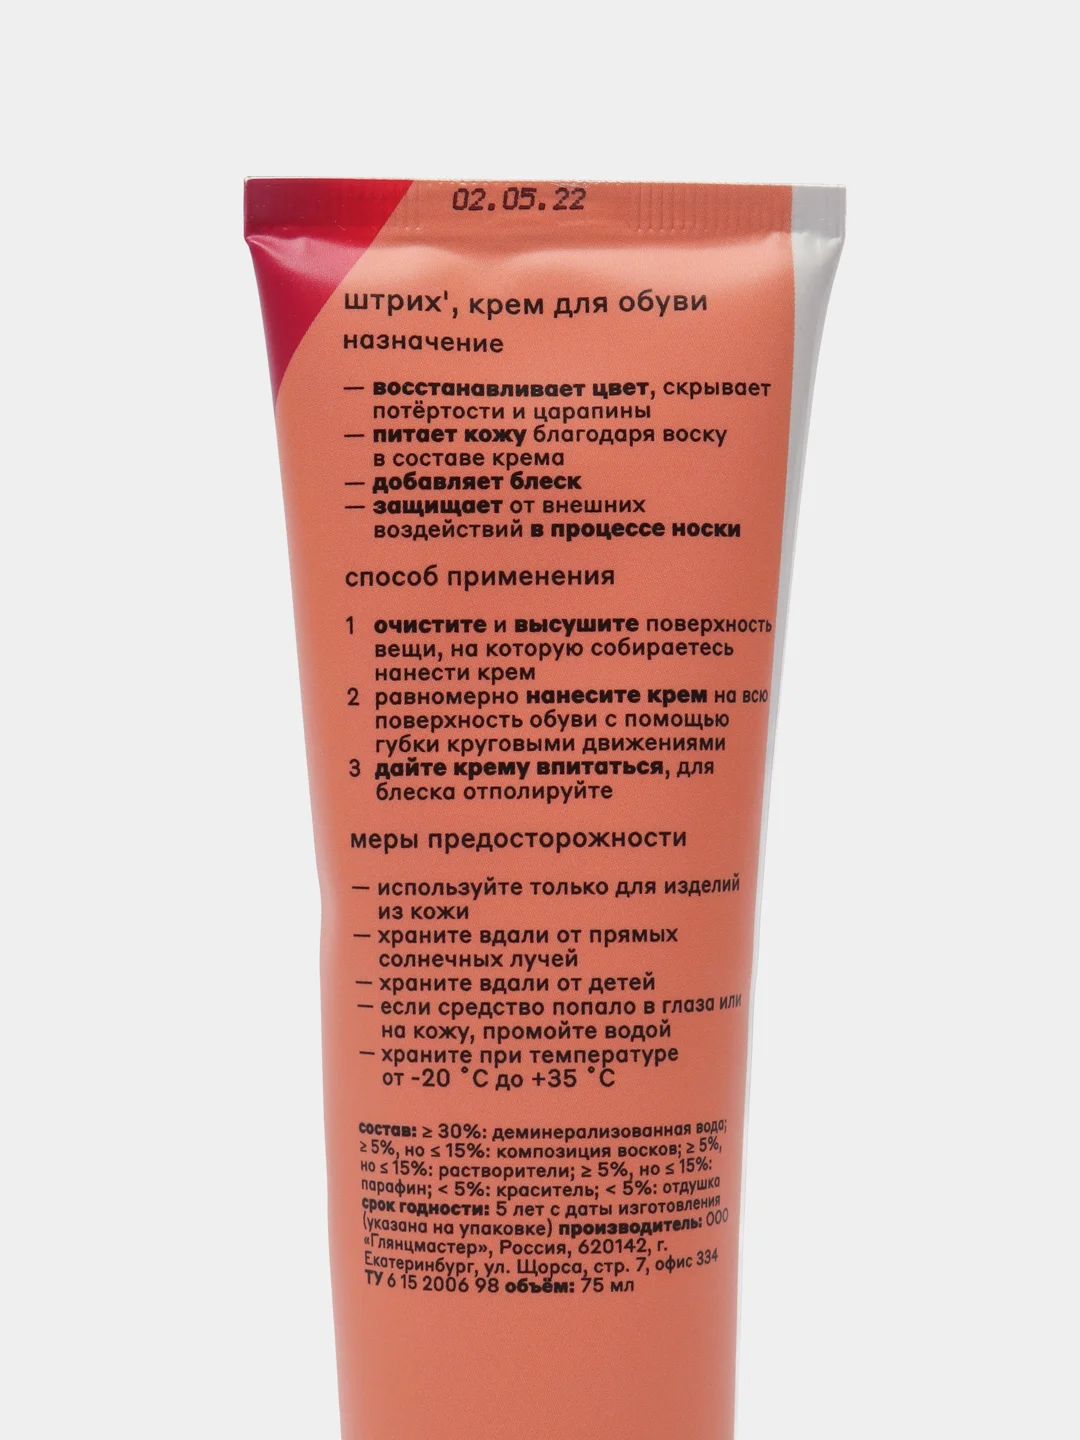 02.05.22
штрих', крем для обуви
назначение
— восстанавливает цвет, скрывает
потёртости и царапины
— питает кожу благодаря воску
в составе крема
— добавляет блеск
— защищает от внешних
воздействий в процессе носки
способ применения
1 очистите и высушите поверхность
вещи, на которую собираетесь
нанести крем
2 равномерно нанесите крем на всю
поверхность обуви с помощью
губки круговыми движениями
3 дайте крему впитаться, для
блеска отполируйте
меры предосторожности
— используйте только для изделий
из кожи
— храните вдали от прямых
солнечных лучей
— храните вдали от детей
— если средство попало в глаза или
на кожу, промойте водой
— храните при температуре
от -20 °C до +35 °C
состав: ≥ 30%: деминерализованная вода;
≥ 5%, но ≤ 15%: композиция восков; ≥ 5%,
но ≤ 15%: растворители; ≥ 5%, но ≤ 15%:
парафин; < 5%: краситель; < 5%: отдушка
срок годности: 5 лет с даты изготовления
(указана на упаковке) производитель: ООО
«Глянцмастер», Россия, 620142, г.
Екатеринбург, ул. Щорса, стр. 7, офис 334
ТУ 6 15 2006 98 объём: 75 мл